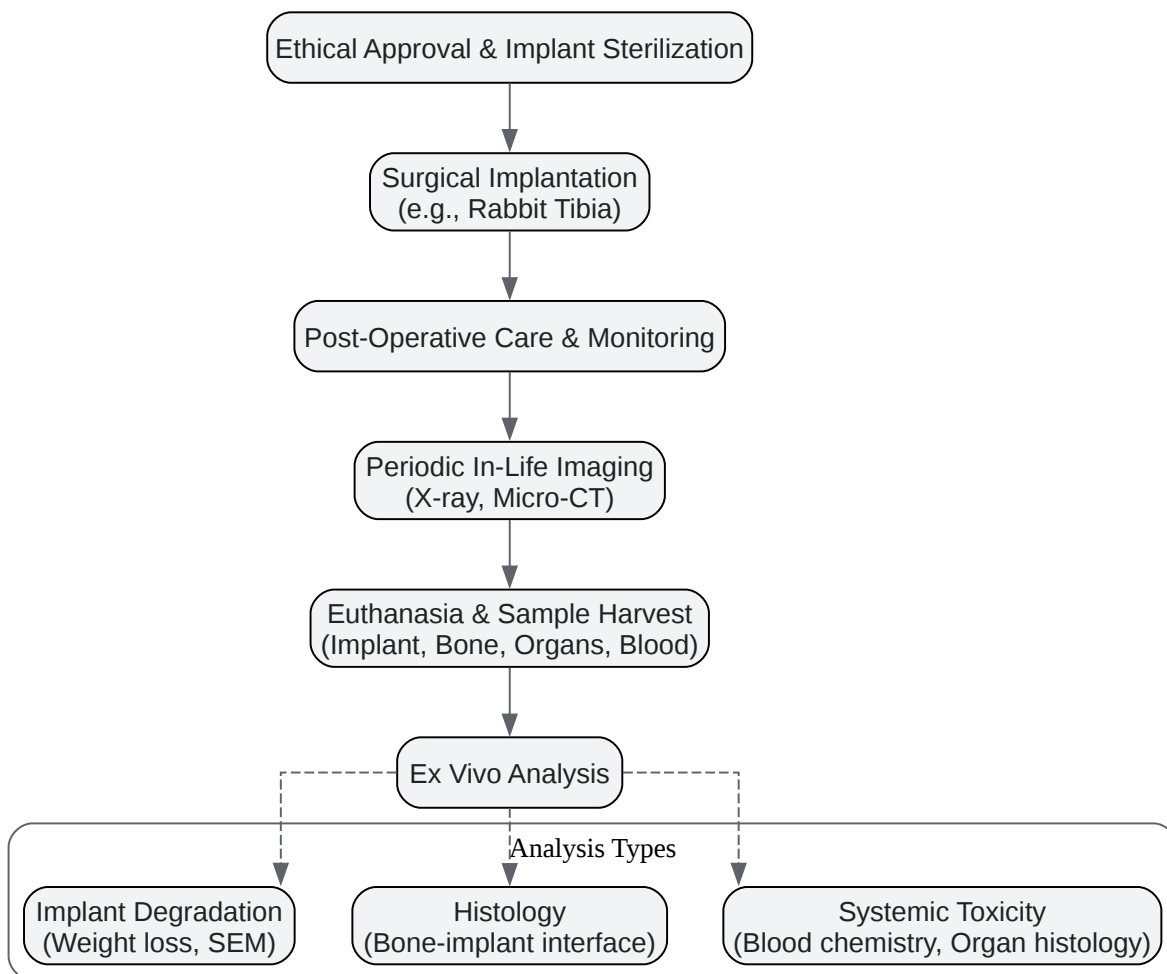 Ethical Approval & Implant Sterilization
Surgical Implantation
(e.g., Rabbit Tibia)
Post-Operative Care & Monitoring
Periodic In-Life Imaging
(X-ray, Micro-CT)
Euthanasia & Sample Harvest
(Implant, Bone, Organs, Blood)
Ex Vivo Analysis
Analysis Types
Implant Degradation
(Weight loss, SEM)
Histology
(Bone-implant interface)
Systemic Toxicity
(Blood chemistry, Organ histology)